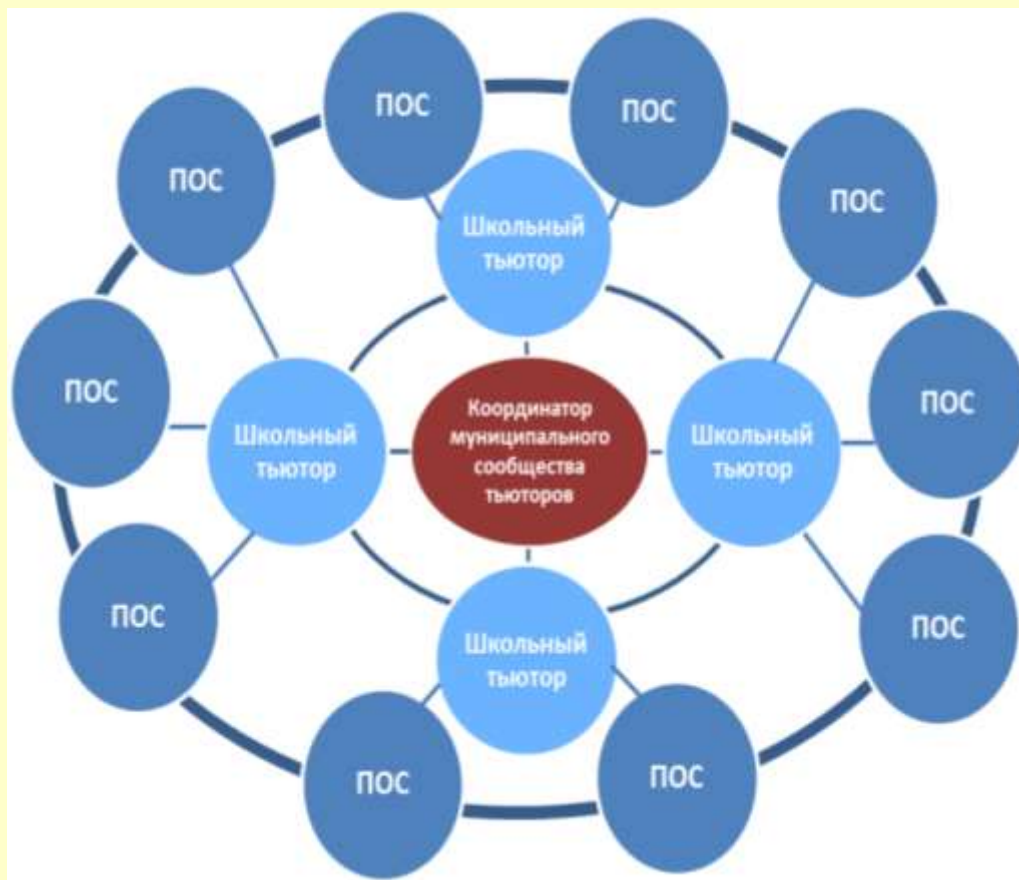 ПОС
ПОС
ПОС
ПОС
Школьный
тьютор
ПОС
ПОС
Школьный
тьютор
Координатор
муниципального
сообщества
тьюторов
Школьный
тьютор
ПОС
ПОС
Школьный
тьютор
ПОС
ПОС